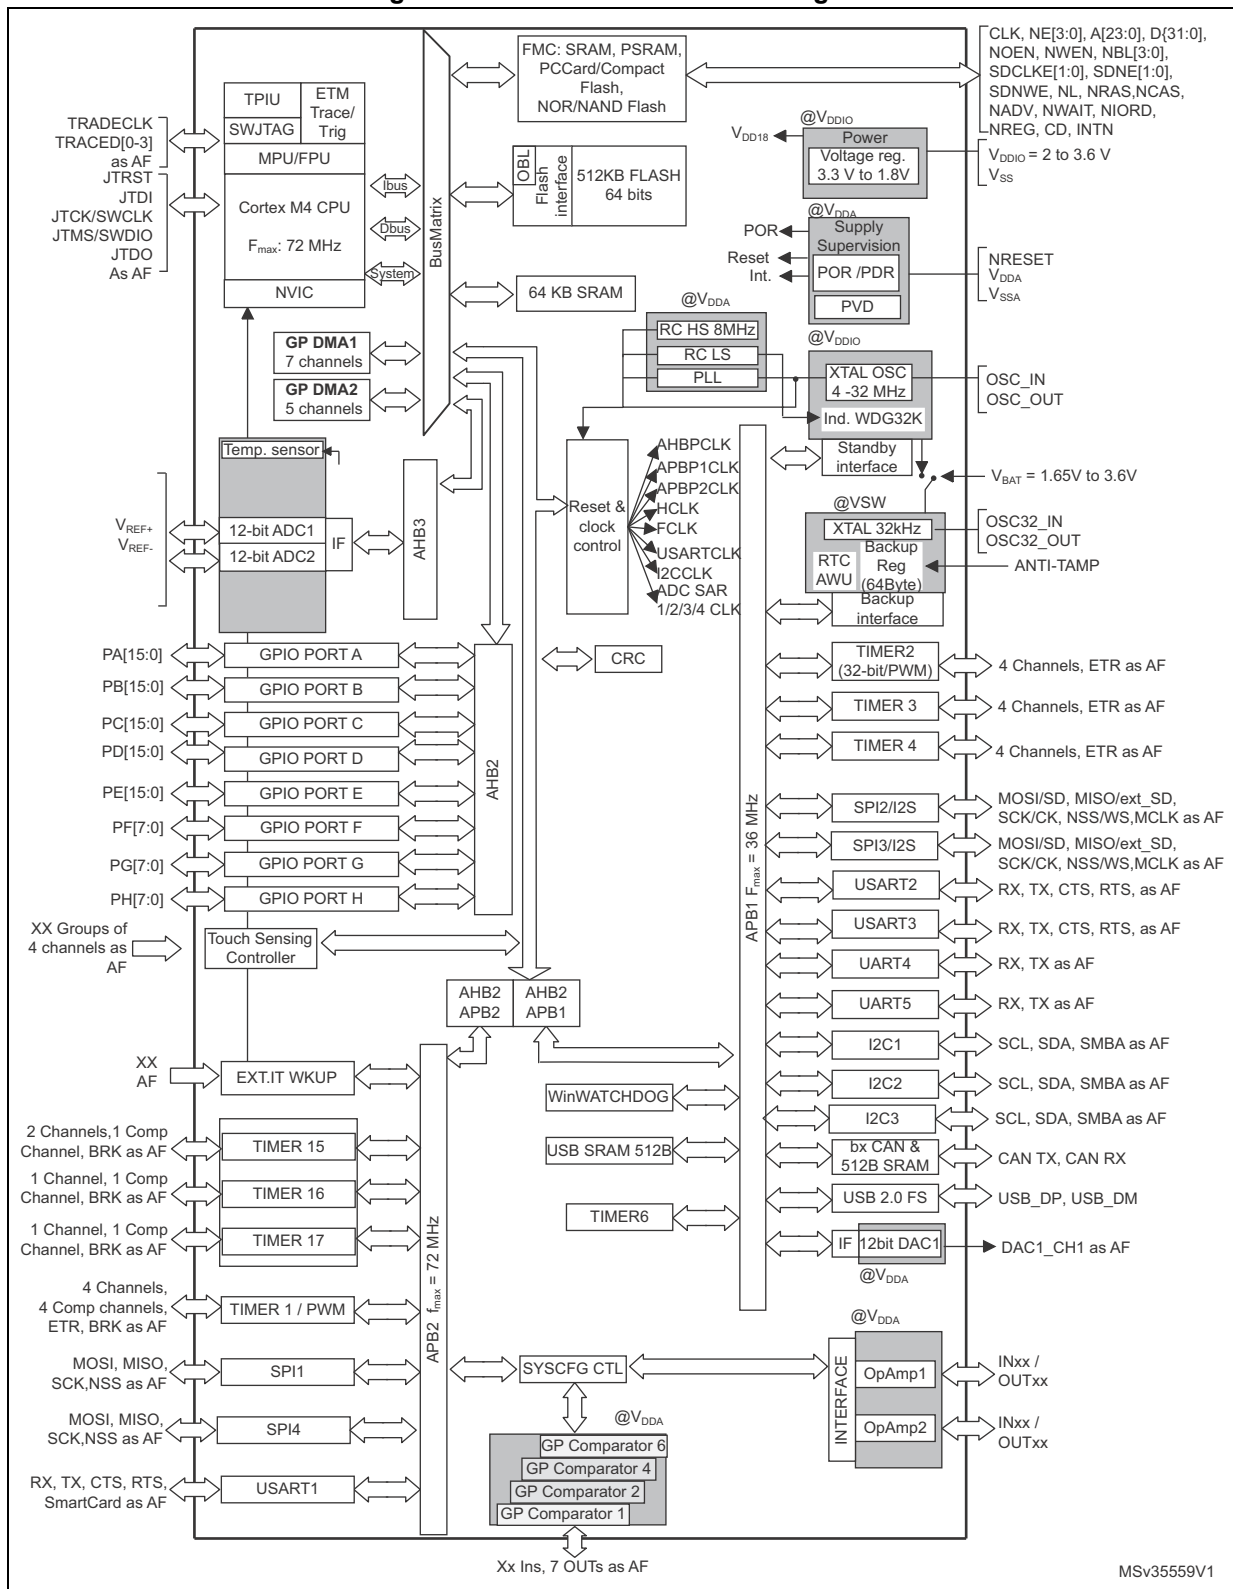 CLK, NE[3:0], A[23:0], D{31:0),
NOEN, NWEN, NBL[3:0],
SDCLKE[1:0], SDNE[1:0],
SDNWE, NL, NRAS,NCAS,
NADV, NWAIT, NIORD,
NREG, CD, INTN
FMC: SRAM, PSRAM,
PCCard/Compact
Flash,
NOR/NAND Flash
TPIU
ETM
Trace/
Trig
SWJTAG
MPU/FPU
Cortex M4 CPU
Fmax: 72 MHz
NVIC
TRADECLK
TRACED[0-3]
as AF
JTRST
JTDI
JTCK/SWCLK
JTMS/SWDIO
JTDO
As AF
Ibus
Dbus
System
BusMatrix
OBL
Flash
interface
512KB FLASH
64 bits
64 KB SRAM
@VDDIO
VDD18
Power
Voltage reg.
3.3 V to 1.8V
VDDIO = 2 to 3.6 V
VSS
@VDDA
POR
Reset
Int.
Supply
Supervision
POR /PDR
PVD
NRESET
VDDA
VSSA
@VDDA
RC HS 8MHz
RC LS
PLL
@VDDIO
XTAL OSC
4 -32 MHz
Ind. WDG32K
OSC_IN
OSC_OUT
Standby
interface
VBAT = 1.65V to 3.6V
@VSW
XTAL 32kHz
RTC
AWU
Backup
Reg
(64Byte)
OSC32_IN
OSC32_OUT
ANTI-TAMP
Backup
interface
GP DMA1
7 channels
GP DMA2
5 channels
Temp. sensor
VREF+
VREF-
12-bit ADC1
12-bit ADC2
IF
AHB3
Reset &
clock
control
AHBPCLK
APBP1CLK
APBP2CLK
HCLK
FCLK
USARTCLK
I2CCLK
ADC SAR
1/2/3/4 CLK
CRC
PA[15:0]
GPIO PORT A
PB[15:0]
GPIO PORT B
PC[15:0]
GPIO PORT C
PD[15:0]
GPIO PORT D
PE[15:0]
GPIO PORT E
PF[7:0]
GPIO PORT F
PG[7:0]
GPIO PORT G
PH[7:0]
GPIO PORT H
AHB2
XX Groups of
4 channels as
AF
Touch Sensing
Controller
AHB2
APB2
AHB2
APB1
APB1 Fmax = 36 MHz
TIMER2
(32-bit/PWM)
4 Channels, ETR as AF
TIMER 3
4 Channels, ETR as AF
TIMER 4
4 Channels, ETR as AF
SPI2/I2S
MOSI/SD, MISO/ext_SD,
SCK/CK, NSS/WS,MCLK as AF
SPI3/I2S
MOSI/SD, MISO/ext_SD,
SCK/CK, NSS/WS,MCLK as AF
USART2
RX, TX, CTS, RTS, as AF
USART3
RX, TX, CTS, RTS, as AF
UART4
RX, TX as AF
UART5
RX, TX as AF
I2C1
SCL, SDA, SMBA as AF
I2C2
SCL, SDA, SMBA as AF
I2C3
SCL, SDA, SMBA as AF
bx CAN &
512B SRAM
CAN TX, CAN RX
USB 2.0 FS
USB_DP, USB_DM
IF
12bit DAC1
DAC1_CH1 as AF
@VDDA
WinWATCHDOG
USB SRAM 512B
TIMER6
XX
AF
EXT.IT WKUP
2 Channels,1 Comp
Channel, BRK as AF
TIMER 15
1 Channel, 1 Comp
Channel, BRK as AF
TIMER 16
1 Channel, 1 Comp
Channel, BRK as AF
TIMER 17
4 Channels,
4 Comp channels,
ETR, BRK as AF
TIMER 1 / PWM
MOSI, MISO,
SCK,NSS as AF
SPI1
MOSI, MISO,
SCK,NSS as AF
SPI4
RX, TX, CTS, RTS,
SmartCard as AF
USART1
APB2 fmax = 72 MHz
SYSCFG CTL
@VDDA
GP Comparator 6
GP Comparator 4
GP Comparator 2
GP Comparator 1
Xx Ins, 7 OUTs as AF
@VDDA
INTERFACE
OpAmp1
INxx /
OUTxx
OpAmp2
INxx /
OUTxx
MSv35559V1